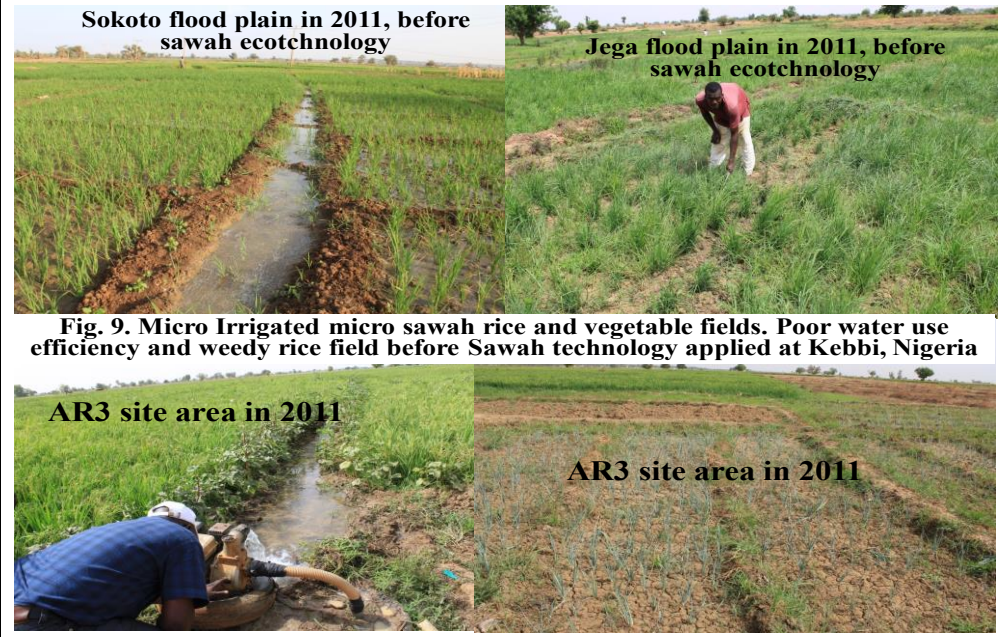 Sokoto flood plain in 2011, before
sawah ecotchnology
Jega flood plain in 2011, before
sawah ecotchnology
Fig. 9. Micro Irrigated micro sawah rice and vegetable fields. Poor water use
efficiency and weedy rice field before Sawah technology applied at Kebbi, Nigeria
AR3 site area in 2011
AR3 site area in 2011